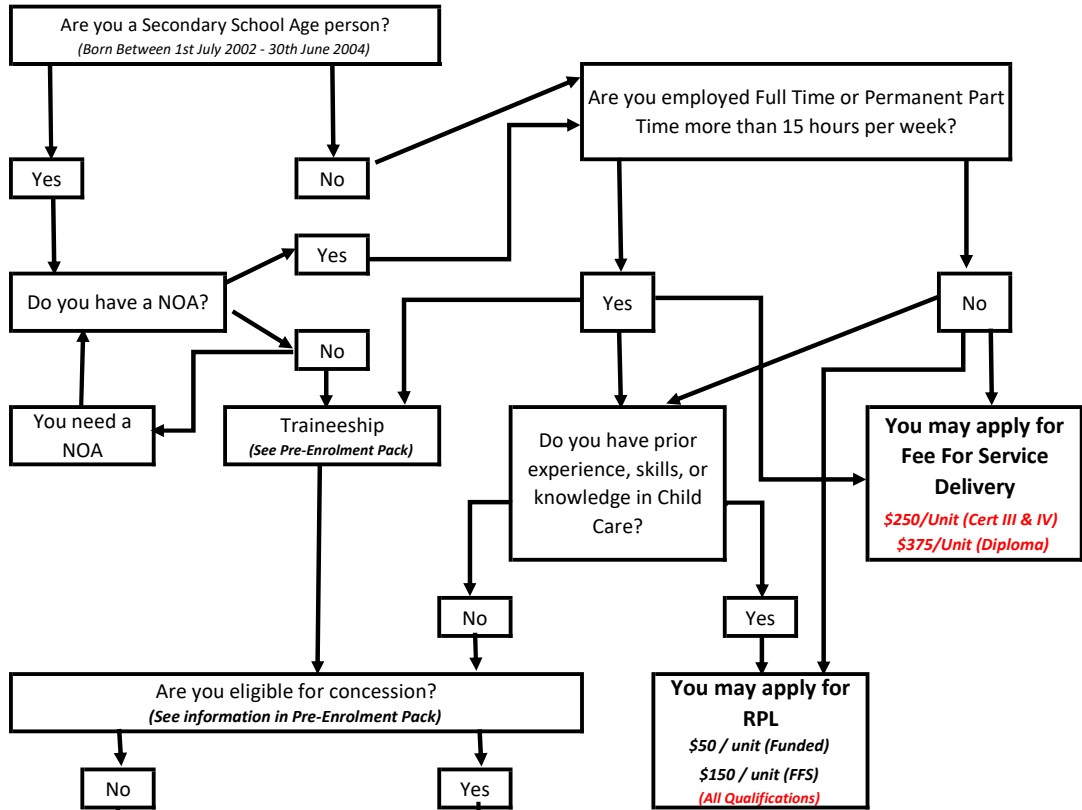 Are you a Secondary School Age person?
(Born Between 1st July 2002 - 30th June 2004)
Are you employed Full Time or Permanent Part
Time more than 15 hours per week?
Yes
No
Yes
Do you have a NOA?
Yes
No
No
You need a
NOA
Traineeship
(See Pre-Enrolment Pack)
Do you have prior
experience, skills, or
knowledge in Child
Care?
You may apply for
Fee For Service
Delivery
$250/Unit (Cert III & IV)
$375/Unit (Diploma)
No
Yes
Are you eligible for concession?
(See information in Pre-Enrolment Pack)
You may apply for
RPL
$50 / unit (Funded)
$150 / unit (FFS)
(All Qualifications)
No
Yes